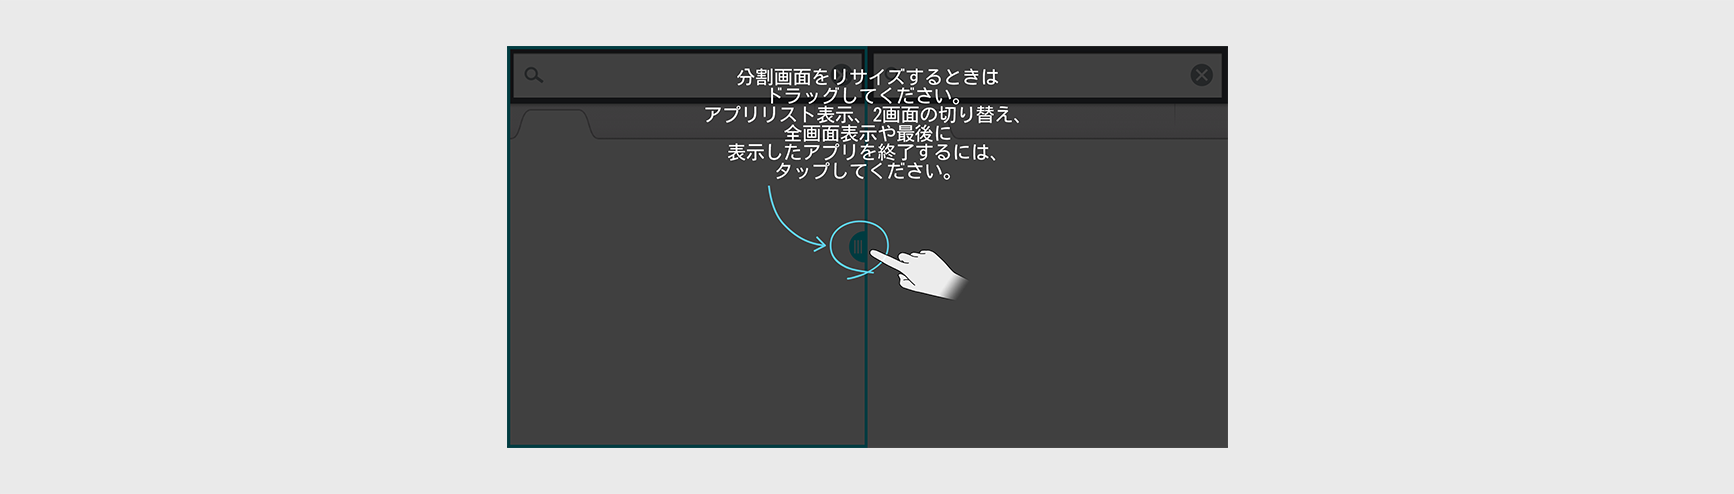 分割画面をリサイズするときは
ドラッグしてください。
アプリリスト表示、2画面の切り替え、
全画面表示や最後に
表示したアプリを終了するには、
タップしてください。